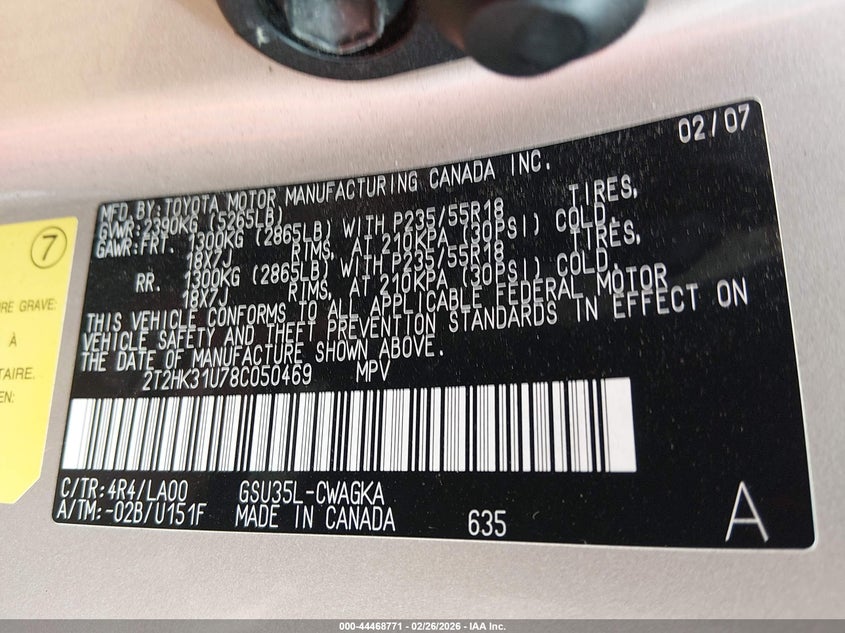 02/07
MFD. BY: TOYOTA MOTOR MANUFACTURING CANADA INC.
GVWR: 2390KG (5265LB)
GAWR: FRT. 1300KG (2865LB) WITH P235/55R18 TIRES,
18X7J RIMS, AT 210KPA (30PSI) COLD.
RR. 1300KG (2865LB) WITH P235/55R18 TIRES,
18X7J RIMS, AT 210KPA (30PSI) COLD.
THIS VEHICLE CONFORMS TO ALL APPLICABLE FEDERAL MOTOR
VEHICLE SAFETY AND THEFT PREVENTION STANDARDS IN EFFECT ON
THE DATE OF MANUFACTURE SHOWN ABOVE.
2T2HK31U78C050469 MPV
C/TR: 4R4/LA00 GSU35L-CWAGKA
A/TM: -02B/U151F MADE IN CANADA 635 A
7
URE GRAVE:
À
TAIRE.
EN:
000-44468771 - 02/26/2026 - IAA Inc.